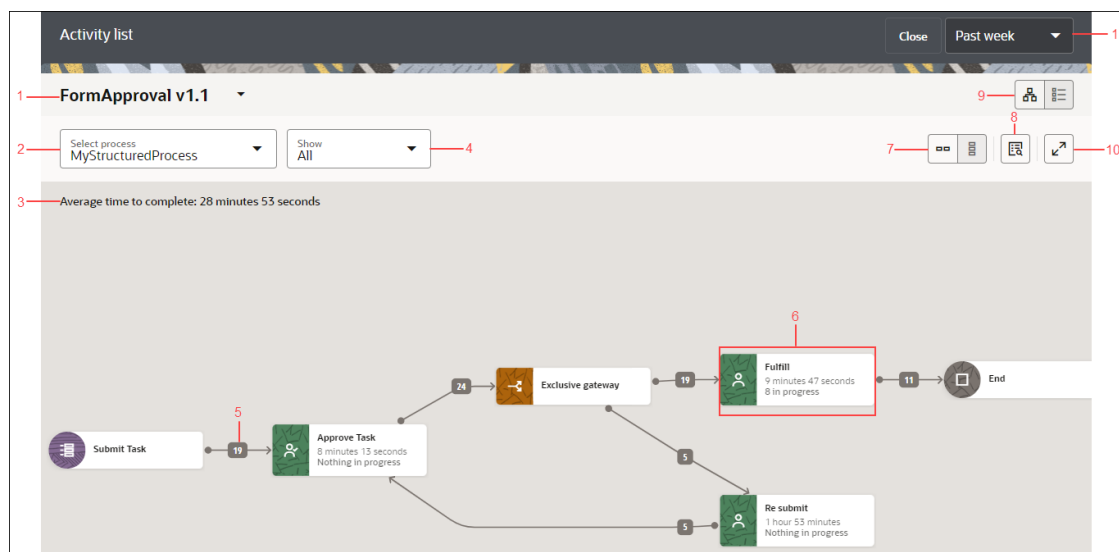 Activity list
Close
Past week
1
1
FormApproval v1.1
9
8
2
Select process
MyStructuredProcess
Show
All
4
7
10
3
Average time to complete: 28 minutes 53 seconds
6
24
Exclusive gateway
19
Fulfill
9 minutes 47 seconds
8 in progress
11
End
5
Submit Task
19
Approve Task
8 minutes 13 seconds
Nothing in progress
5
5
Re submit
1 hour 53 minutes
Nothing in progress